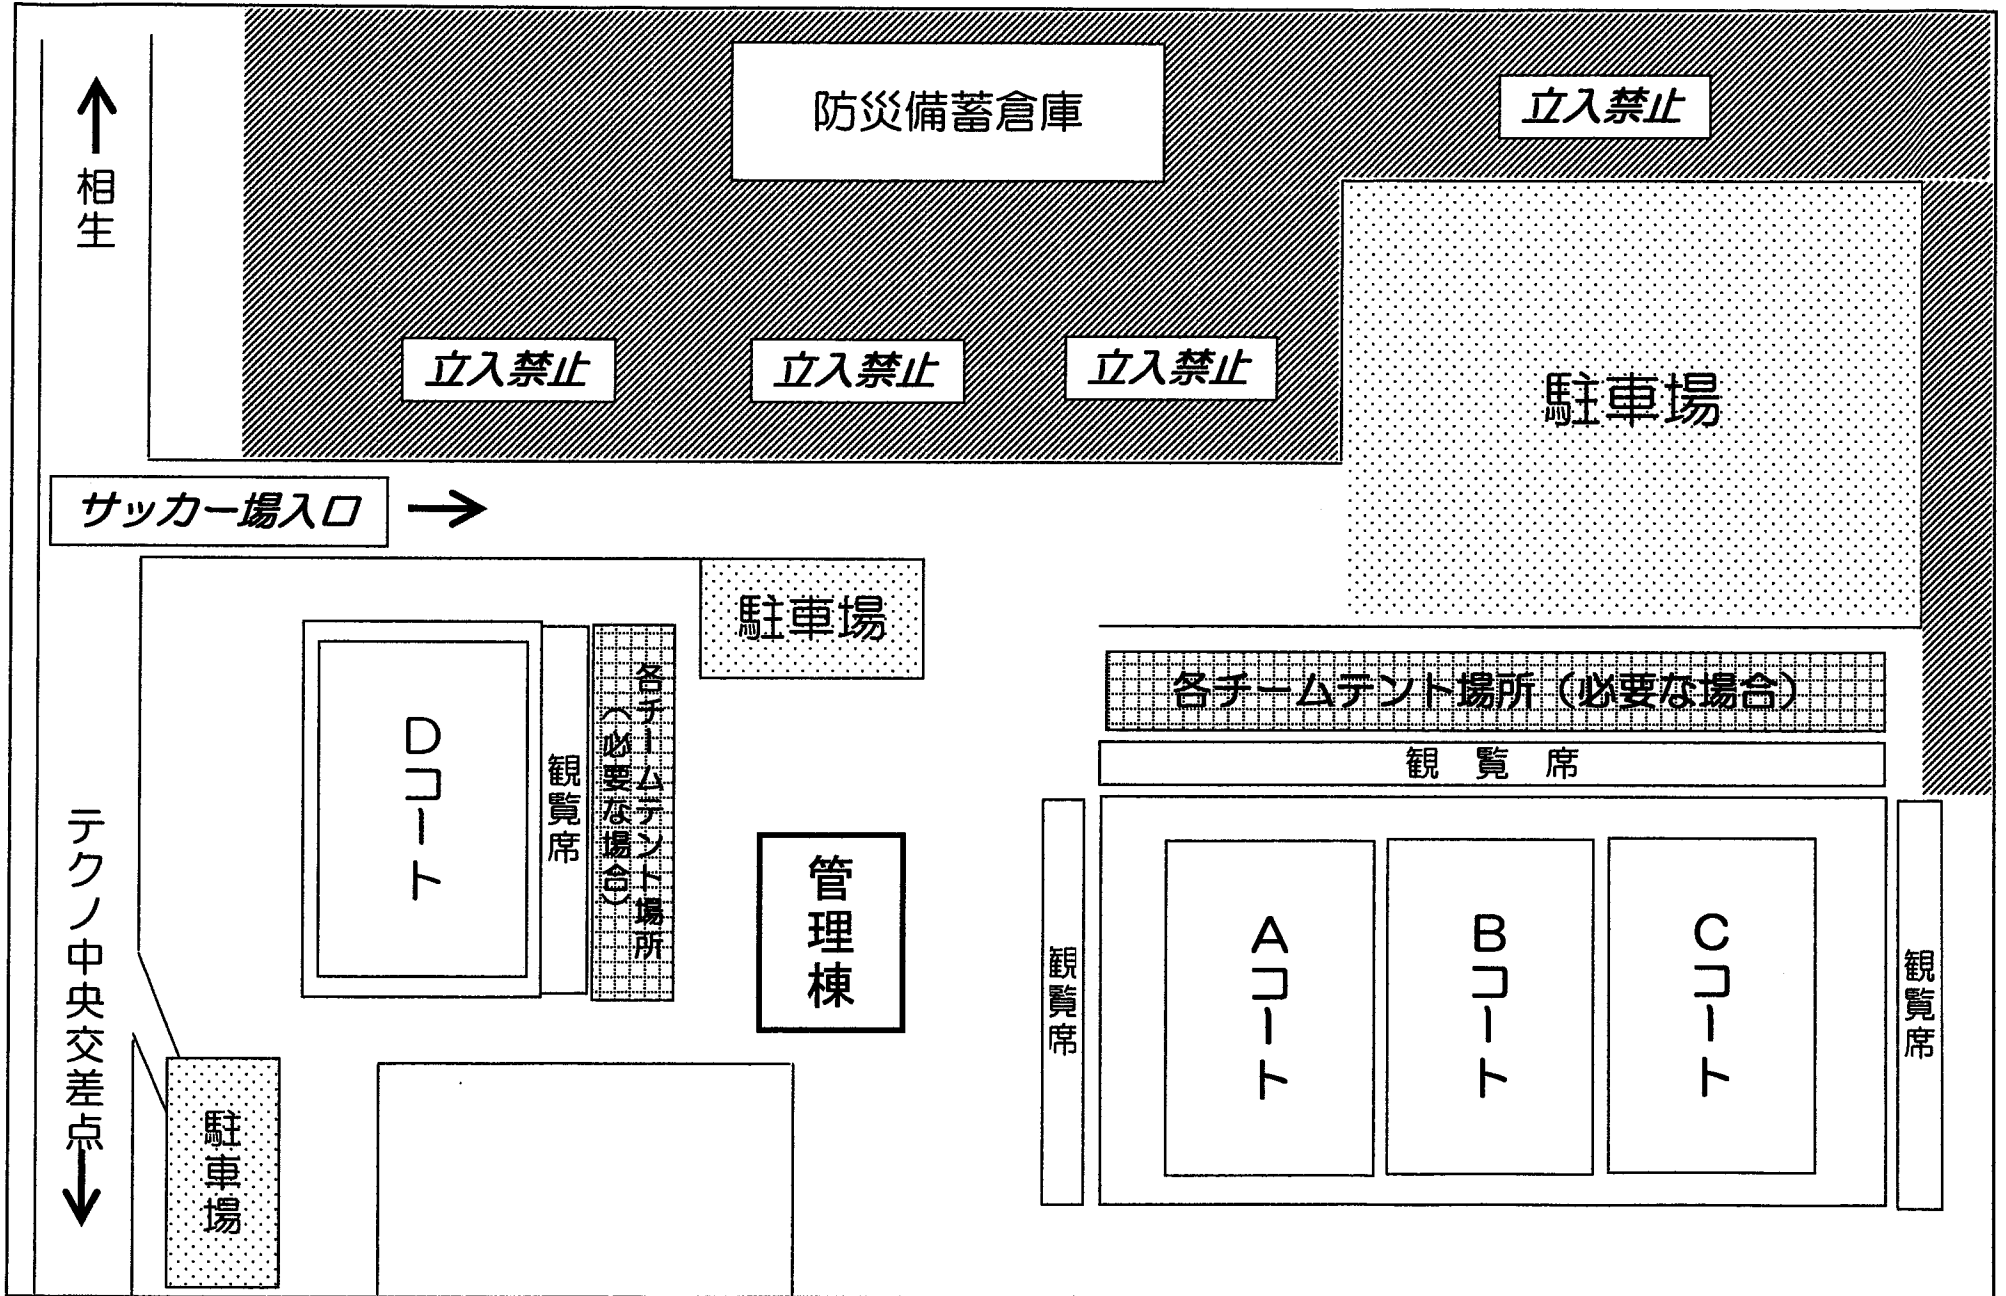 防災備蓄倉庫
立入禁止
相生
立入禁止
立入禁止
立入禁止
駐車場
サッカー場入口
駐車場
各チームテント場所
(必要な場合)
観覧席
Dコート
各チームテント場所(必要な場合)
観覧席
管理棟
観覧席
Aコート
Bコート
Cコート
観覧席
テクノ中央交差点
駐車場